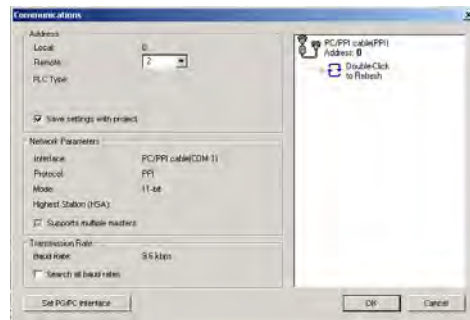 Communications
Address
Local: 0
Remote: 2
PLC Type:
Save settings with project
Network Parameters
Interface: PC/PPI cable(COM 1)
Protocol: PPI
Mode: 11-bit
Highest Station (HSA):
Supports multiple masters
Transmission Rate
Baud Rate: 9.6 kbps
Search all baud rates
Set PG/PC Interface
PC/PPI cable(PPI)
Address: 0
Double-Click
to Refresh
OK
Cancel